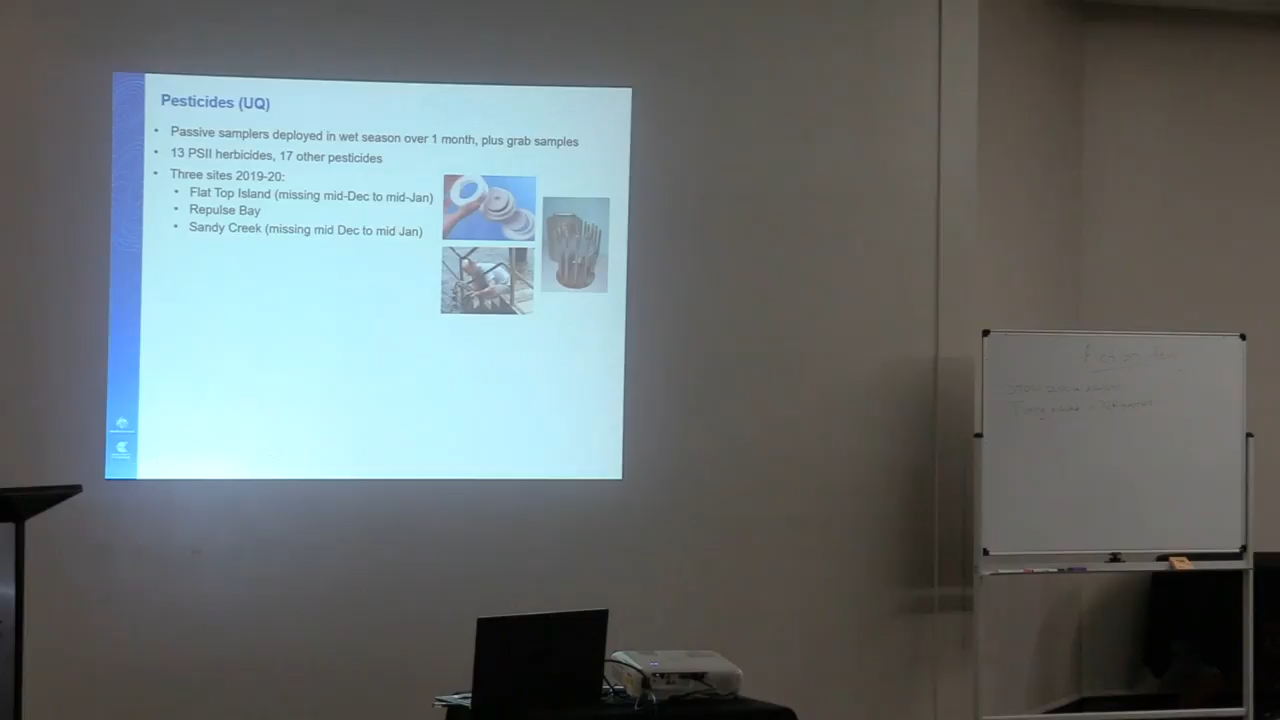 Pesticides (UQ)
• Passive samplers deployed in wet season over 1 month, plus grab samples
• 13 PSII herbicides, 17 other pesticides
• Three sites 2019-20:
• Flat Top Island (missing mid-Dec to mid-Jan)
• Repulse Bay
• Sandy Creek (missing mid Dec to mid Jan)